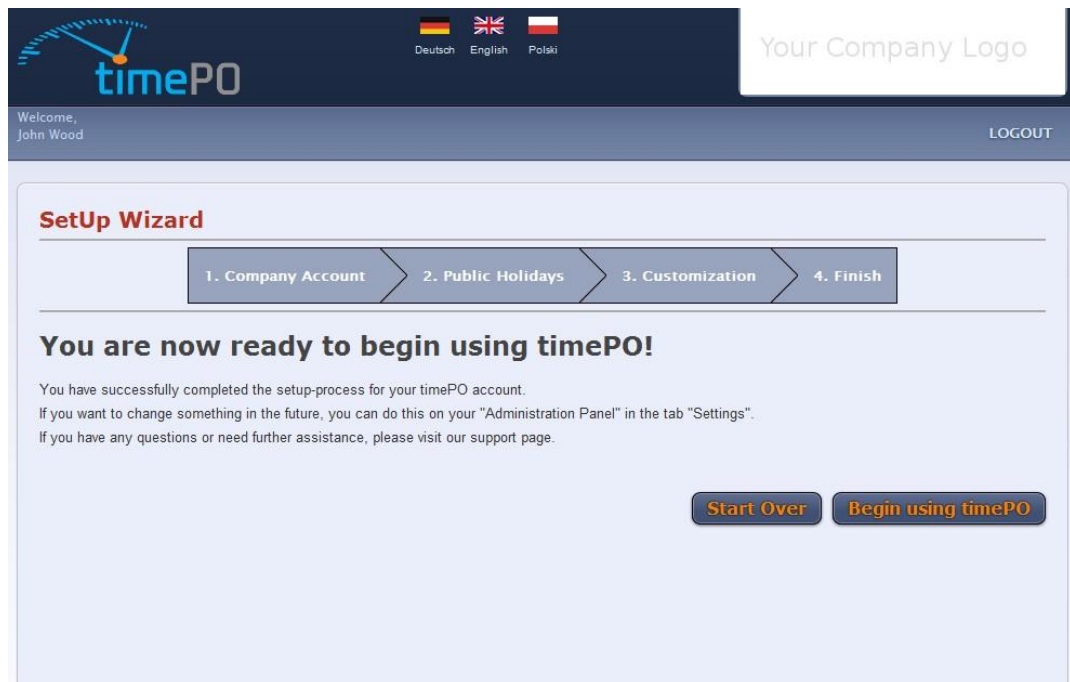 timePO
Deutsch English Polski
Your Company Logo
Welcome,
John Wood
LOGOUT
SetUp Wizard
1. Company Account 2. Public Holidays 3. Customization 4. Finish
You are now ready to begin using timePO!
You have successfully completed the setup-process for your timePO account.
If you want to change something in the future, you can do this on your "Administration Panel" in the tab "Settings".
If you have any questions or need further assistance, please visit our support page.
Start Over Begin using timePO